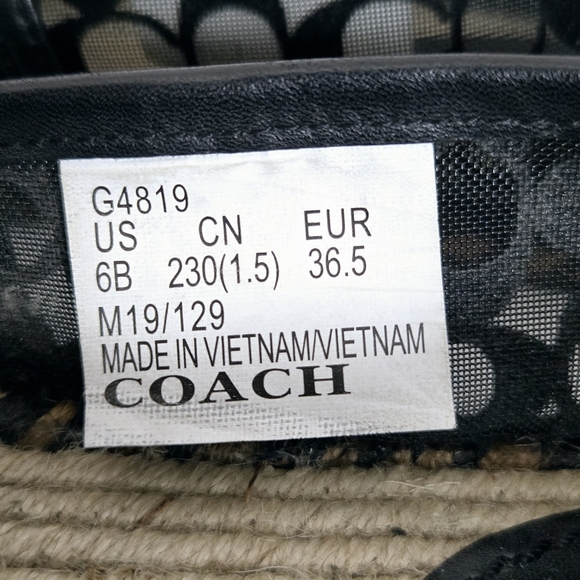 G4819
US CN EUR
6B 230(1.5) 36.5
M19/129
MADE IN VIETNAM/VIETNAM
COACH